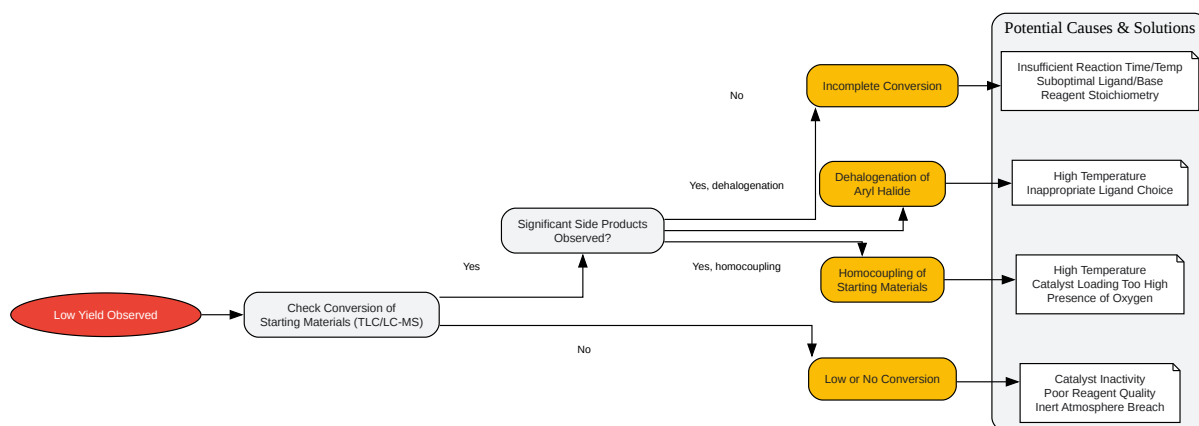 Potential Causes & Solutions
Insufficient Reaction Time/Temp
Suboptimal Ligand/Base
Reagent Stoichiometry
Incomplete Conversion
No
Yes, dehalogenation
Dehalogenation of
Aryl Halide
High Temperature
Inappropriate Ligand Choice
Significant Side Products
Observed?
Yes
Yes, homocoupling
Homocoupling of
Starting Materials
High Temperature
Catalyst Loading Too High
Presence of Oxygen
Low Yield Observed
Check Conversion of
Starting Materials (TLC/LC-MS)
No
Low or No Conversion
Catalyst Inactivity
Poor Reagent Quality
Inert Atmosphere Breach